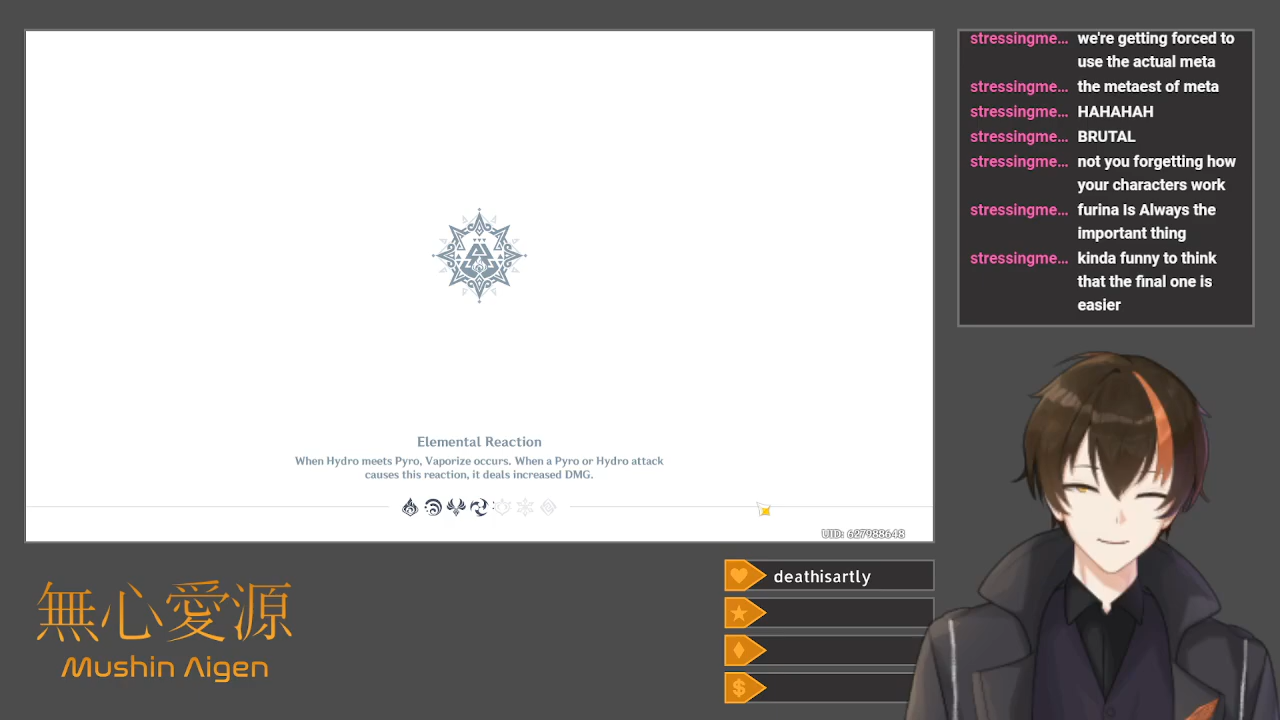 stressingme... we're getting forced to
use the actual meta
stressingme... the metaest of meta
stressingme... HAHAHAH
stressingme... BRUTAL
stressingme... not you forgetting how
your characters work
stressingme... furina Is Always the
important thing
stressingme... kinda funny to think
that the final one is
easier
Elemental Reaction
When Hydro meets Pyro, Vaporize occurs. When a Pyro or Hydro attack
causes this reaction, it deals increased DMG.
UID: 627988648
deathisartly
無心愛源
Mushin Aigen